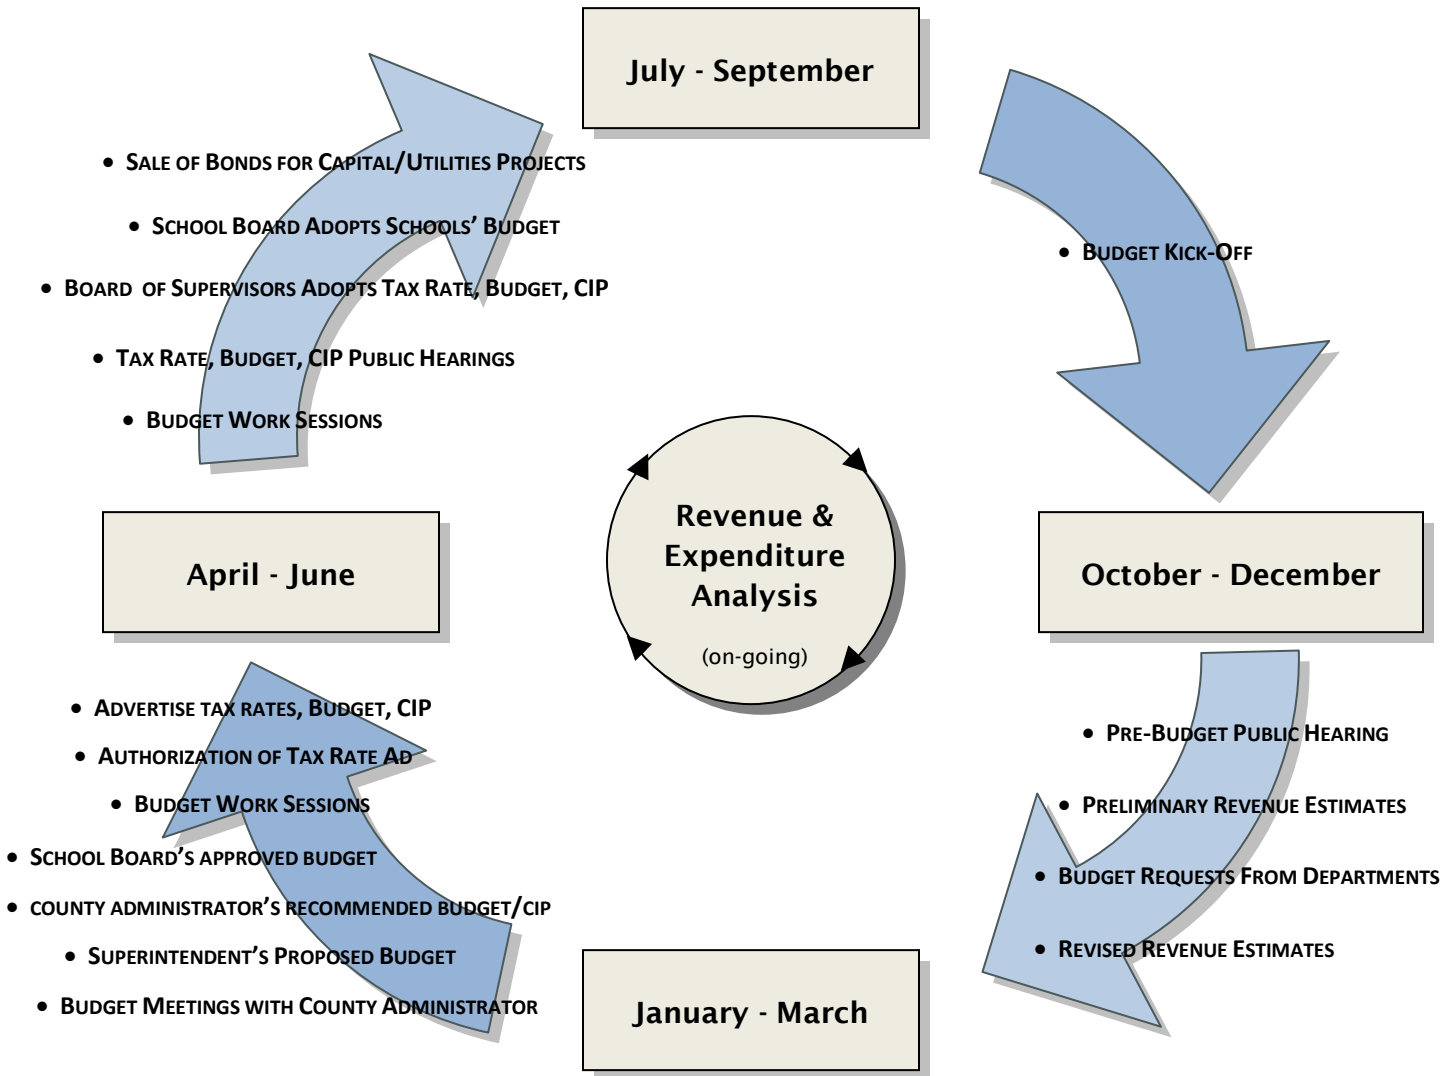 July - September
• SALE OF BONDS FOR CAPITAL/UTILITIES PROJECTS
• SCHOOL BOARD ADOPTS SCHOOLS’ BUDGET
• BOARD OF SUPERVISORS ADOPTS TAX RATE, BUDGET, CIP
• TAX RATE, BUDGET, CIP PUBLIC HEARINGS
• BUDGET WORK SESSIONS
• BUDGET KICK-OFF
April - June
Revenue &
Expenditure
Analysis
(on-going)
October - December
• ADVERTISE TAX RATES, BUDGET, CIP
• AUTHORIZATION OF TAX RATE AD
• BUDGET WORK SESSIONS
• SCHOOL BOARD’S APPROVED BUDGET
• COUNTY ADMINISTRATOR’S RECOMMENDED BUDGET/CIP
• SUPERINTENDENT’S PROPOSED BUDGET
• BUDGET MEETINGS WITH COUNTY ADMINISTRATOR
• PRE-BUDGET PUBLIC HEARING
• PRELIMINARY REVENUE ESTIMATES
• BUDGET REQUESTS FROM DEPARTMENTS
• REVISED REVENUE ESTIMATES
January - March